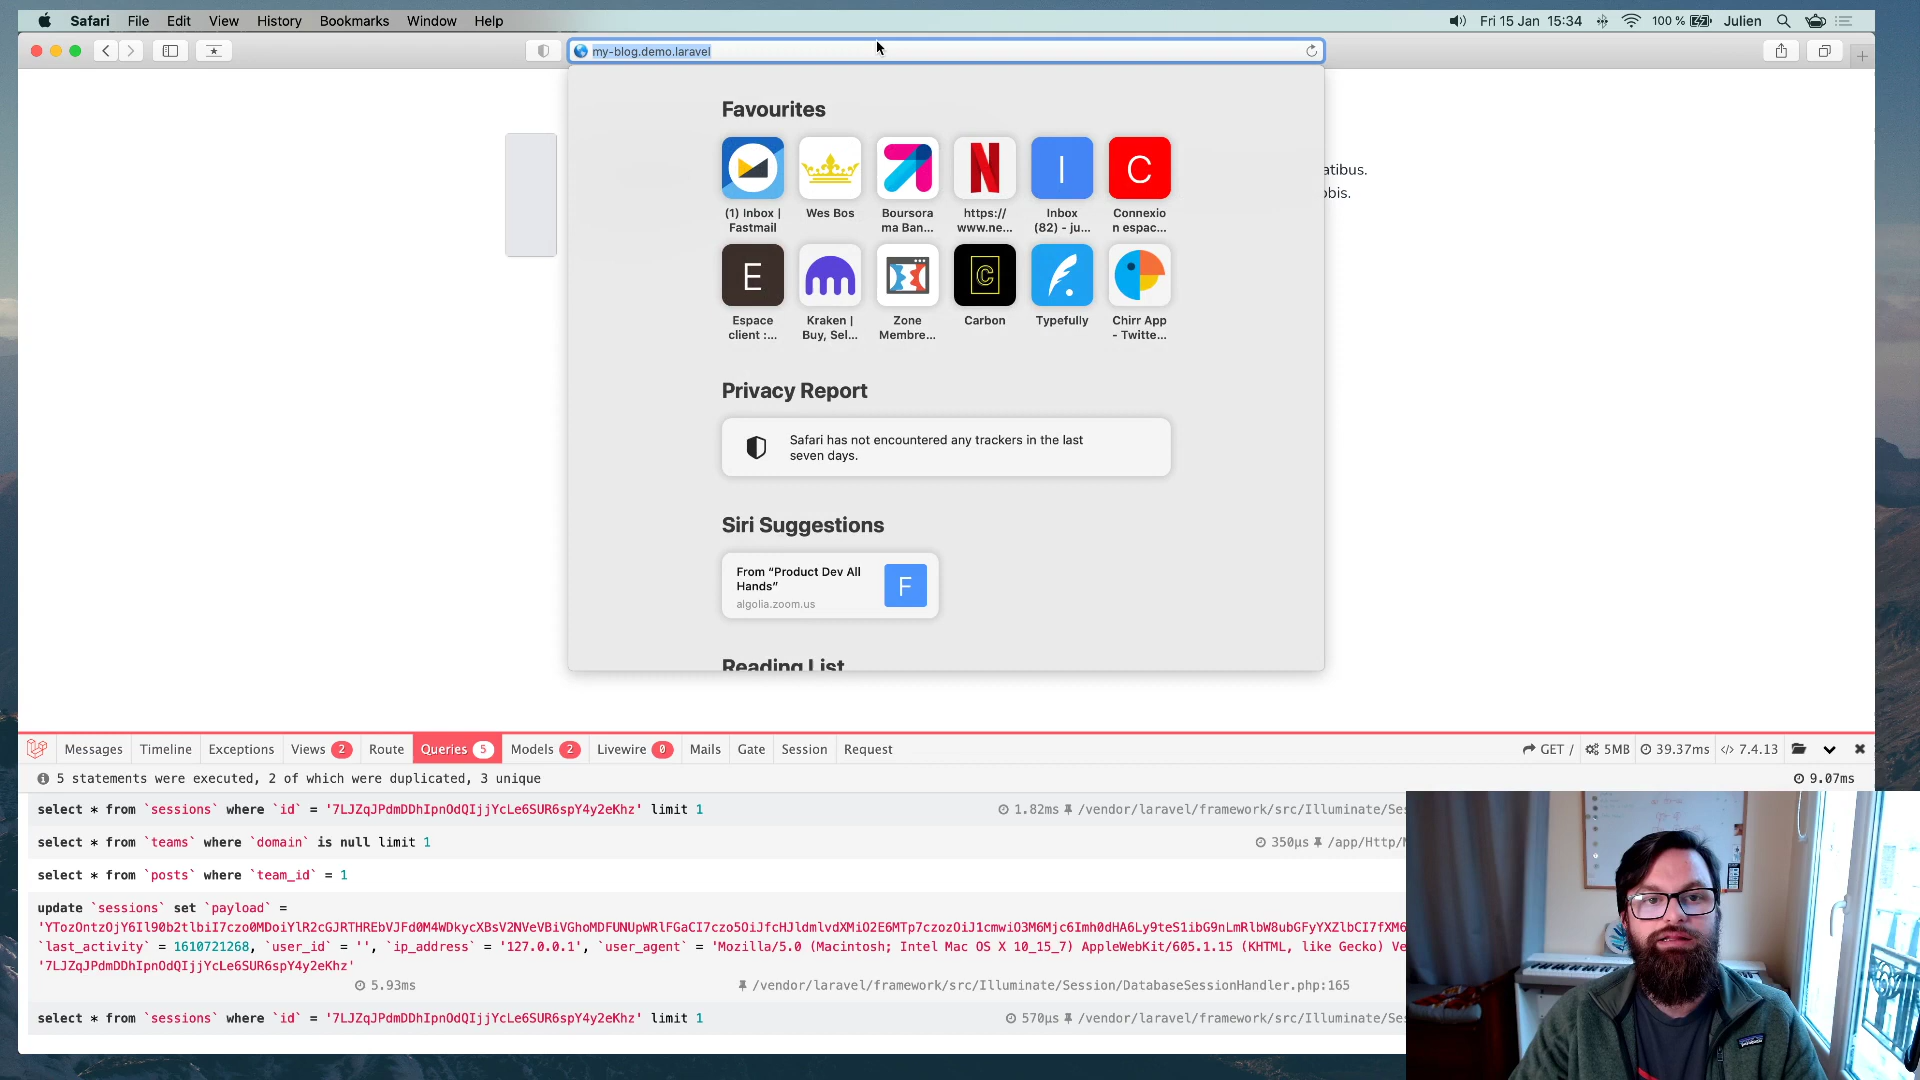 Safari File Edit View History Bookmarks Window Help
Fri 15 Jan 15:34 100 % Julien
my-blog.demo.laravel
Favourites
I
C
(1) Inbox | Fastmail
Wes Bos
Boursora ma Ban...
https:// www.ne...
Inbox (82) - ju...
Connexio n espac...
E
C
Espace client :...
Kraken | Buy, Sel...
Zone Membre...
Carbon
Typefully
Chirr App - Twitte...
atibus.
obis.
Privacy Report
Safari has not encountered any trackers in the last
seven days.
Siri Suggestions
From “Product Dev All
Hands”
algolia.zoom.us
F
Reading List
Messages Timeline Exceptions Views 2 Route Queries 5 Models 2 Livewire 0 Mails Gate Session Request
GET / 5MB 39.37ms 7.4.13
5 statements were executed, 2 of which were duplicated, 3 unique
9.07ms
select * from `sessions` where `id` = '7LJZqJPdmDDhIpnOdQIjjYcLe6SUR6spY4y2eKhz' limit 1
1.82ms /vendor/laravel/framework/src/Illuminate/Ses
select * from `teams` where `domain` is null limit 1
350μs /app/Http/M
select * from `posts` where `team_id` = 1
update `sessions` set `payload` =
`last_activity` = 1610721268, `user_id` = '', `ip_address` = '127.0.0.1', `user_agent` = 'Mozilla/5.0 (Macintosh; Intel Mac OS X 10_15_7) AppleWebKit/605.1.15 (KHTML, like Gecko) Ve
'7LJZqJPdmDDhIpnOdQIjjYcLe6SUR6spY4y2eKhz'
5.93ms /vendor/laravel/framework/src/Illuminate/Session/DatabaseSessionHandler.php:165
select * from `sessions` where `id` = '7LJZqJPdmDDhIpnOdQIjjYcLe6SUR6spY4y2eKhz' limit 1
570μs /vendor/laravel/framework/src/Illuminate/Ses